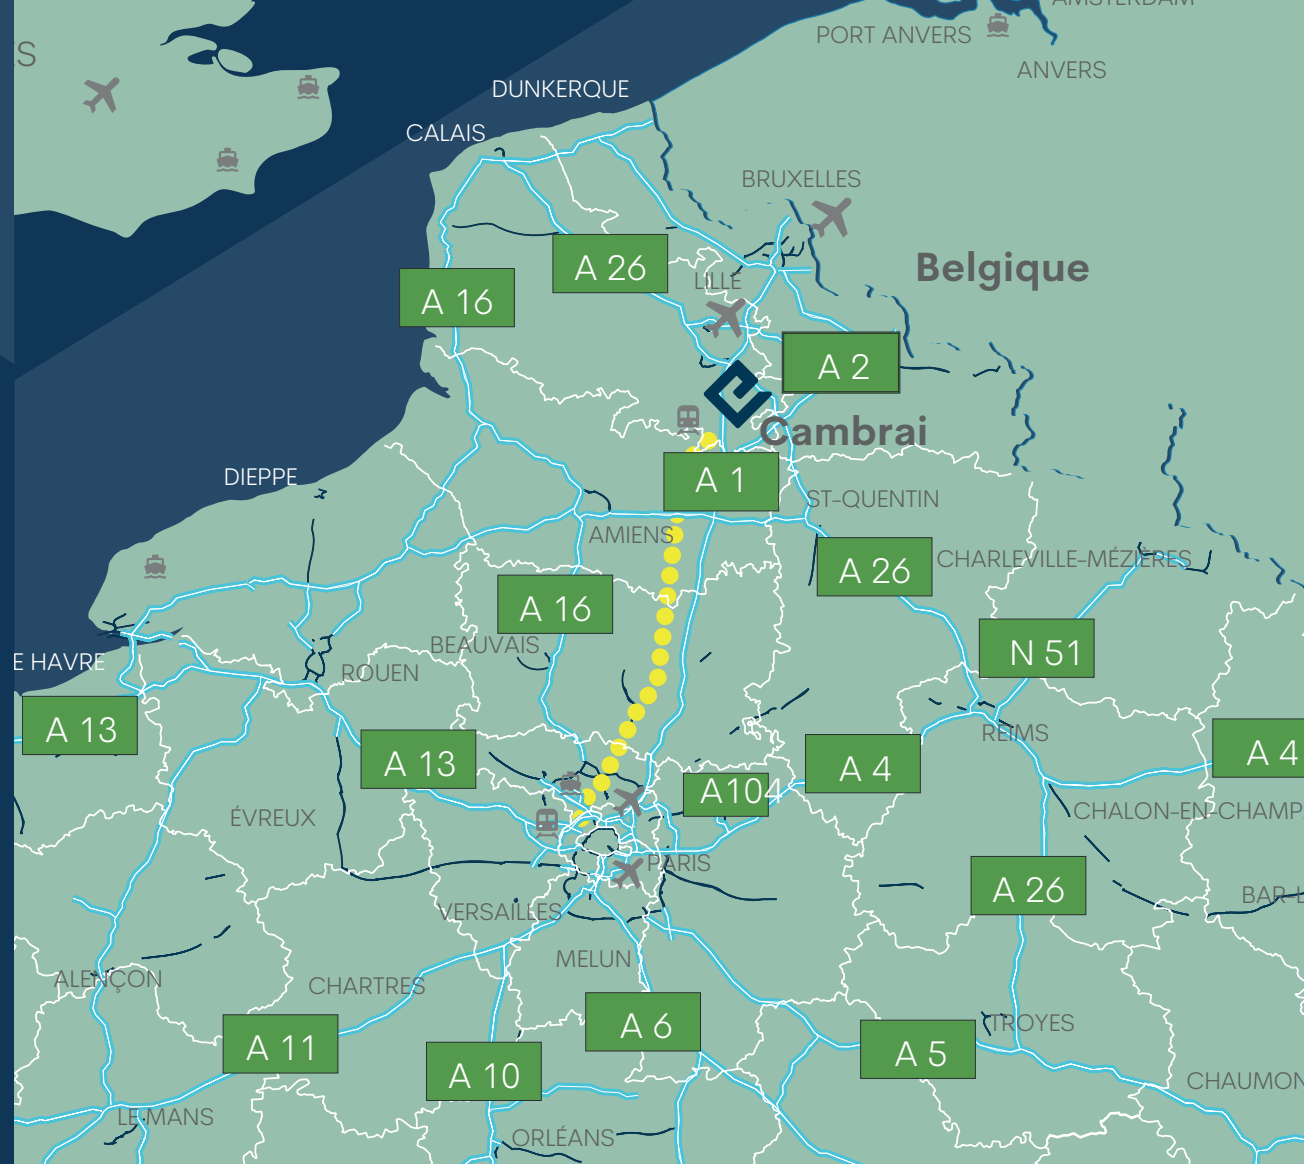 AMSTERDAM
PORT ANVERS
S
ANVERS
DUNKERQUE
CALAIS
BRUXELLES
A 26
Belgique
LILLE
A 16
A 2
Cambrai
DIEPPE
A 1
ST-QUENTIN
AMIENS
CHARLEVILLE-MÉZIÈRES
A 26
A 16
BEAUVAIS
N 51
E HAVRE
ROUEN
A 13
REIMS
A 4
A 13
A 4
A104
CHALON-EN-CHAMP
ÉVREUX
PARIS
A 26
BAR-L
VERSAILLES
MELUN
ALENÇON
CHARTRES
A 6
TROYES
A 11
A 5
A 10
CHAUMON
LE MANS
ORLÉANS